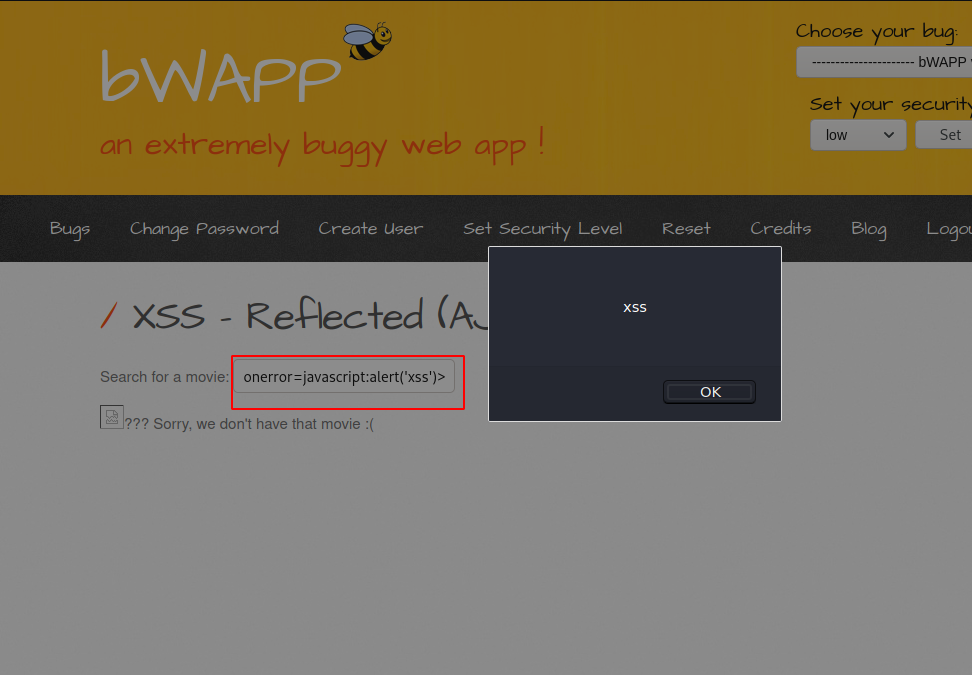 bWAPP
an extremely buggy web app !
Choose your bug:
---------------------- bWAPP
Set your security
low
Set
Bugs Change Password Create User Set Security Level Reset Credits Blog Logou
/ XSS - Reflected (AJ
xss
OK
Search for a movie: onerror=javascript:alert('xss')>
??? Sorry, we don't have that movie :(